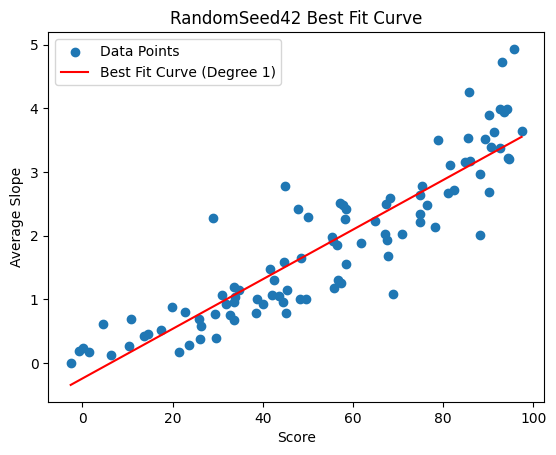 RandomSeed42 Best Fit Curve
Data Points
Best Fit Curve (Degree 1)
Average Slope
5
4
3
2
1
0
0 20 40 60 80 100
Score